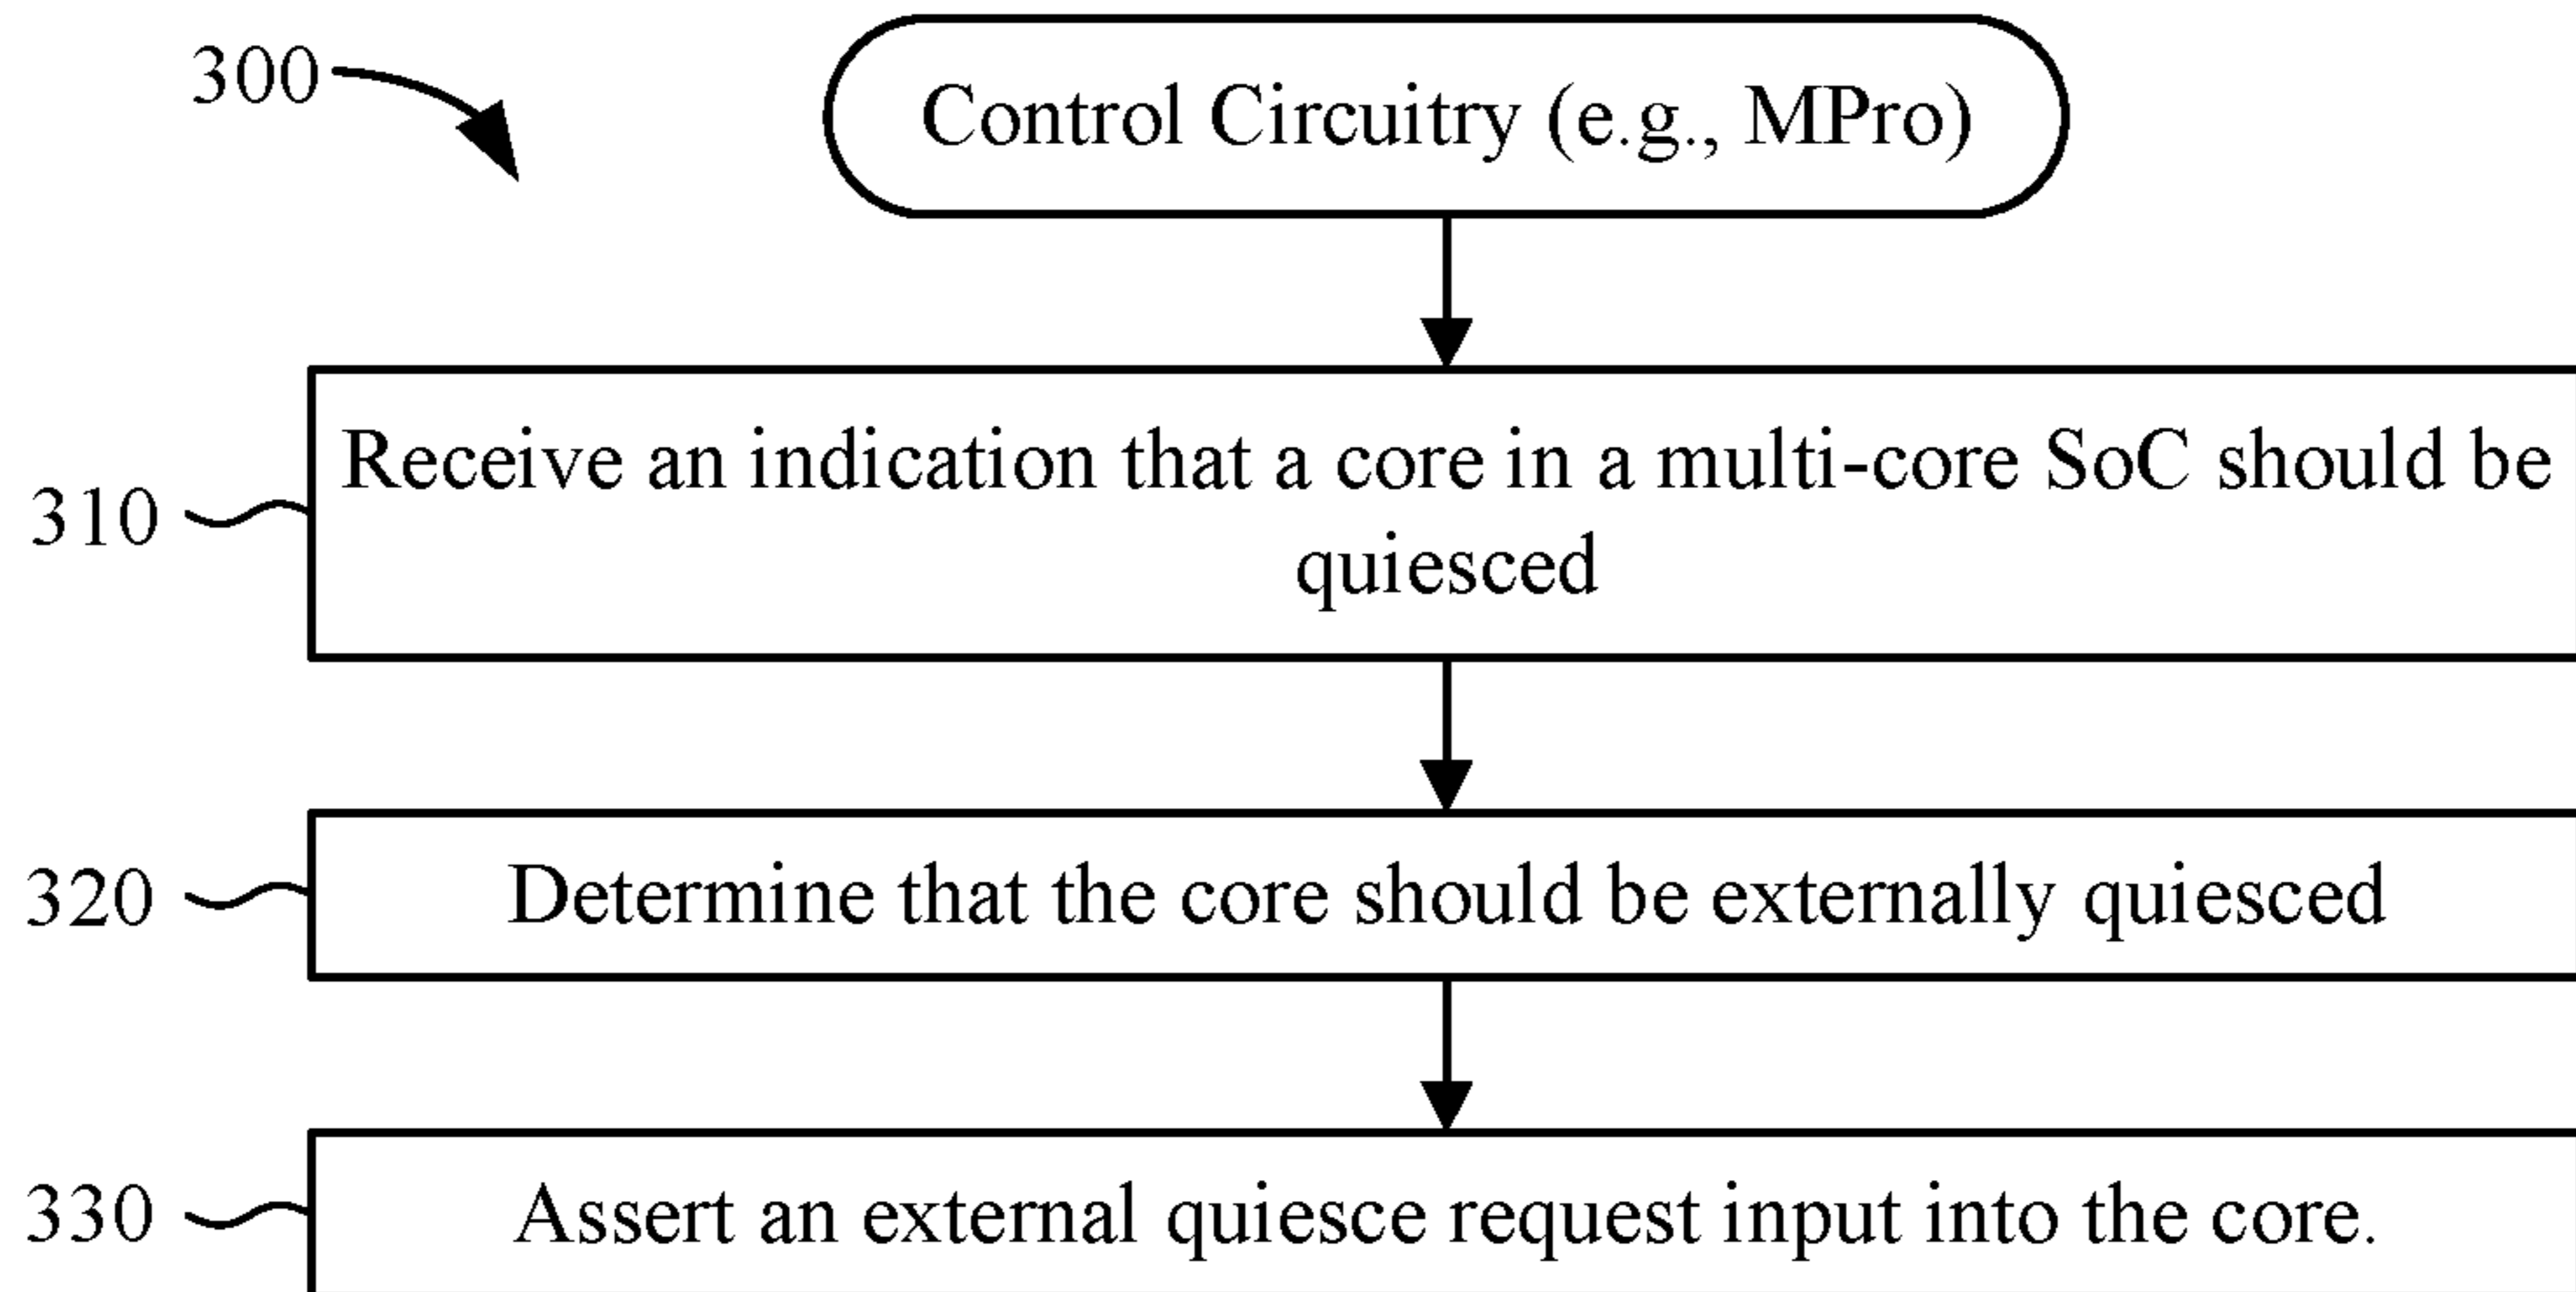 300
Control Circuitry (e.g., MPro)
310
Receive an indication that a core in a multi-core SoC should be
quiesced
320
Determine that the core should be externally quiesced
330
Assert an external quiesce request input into the core.